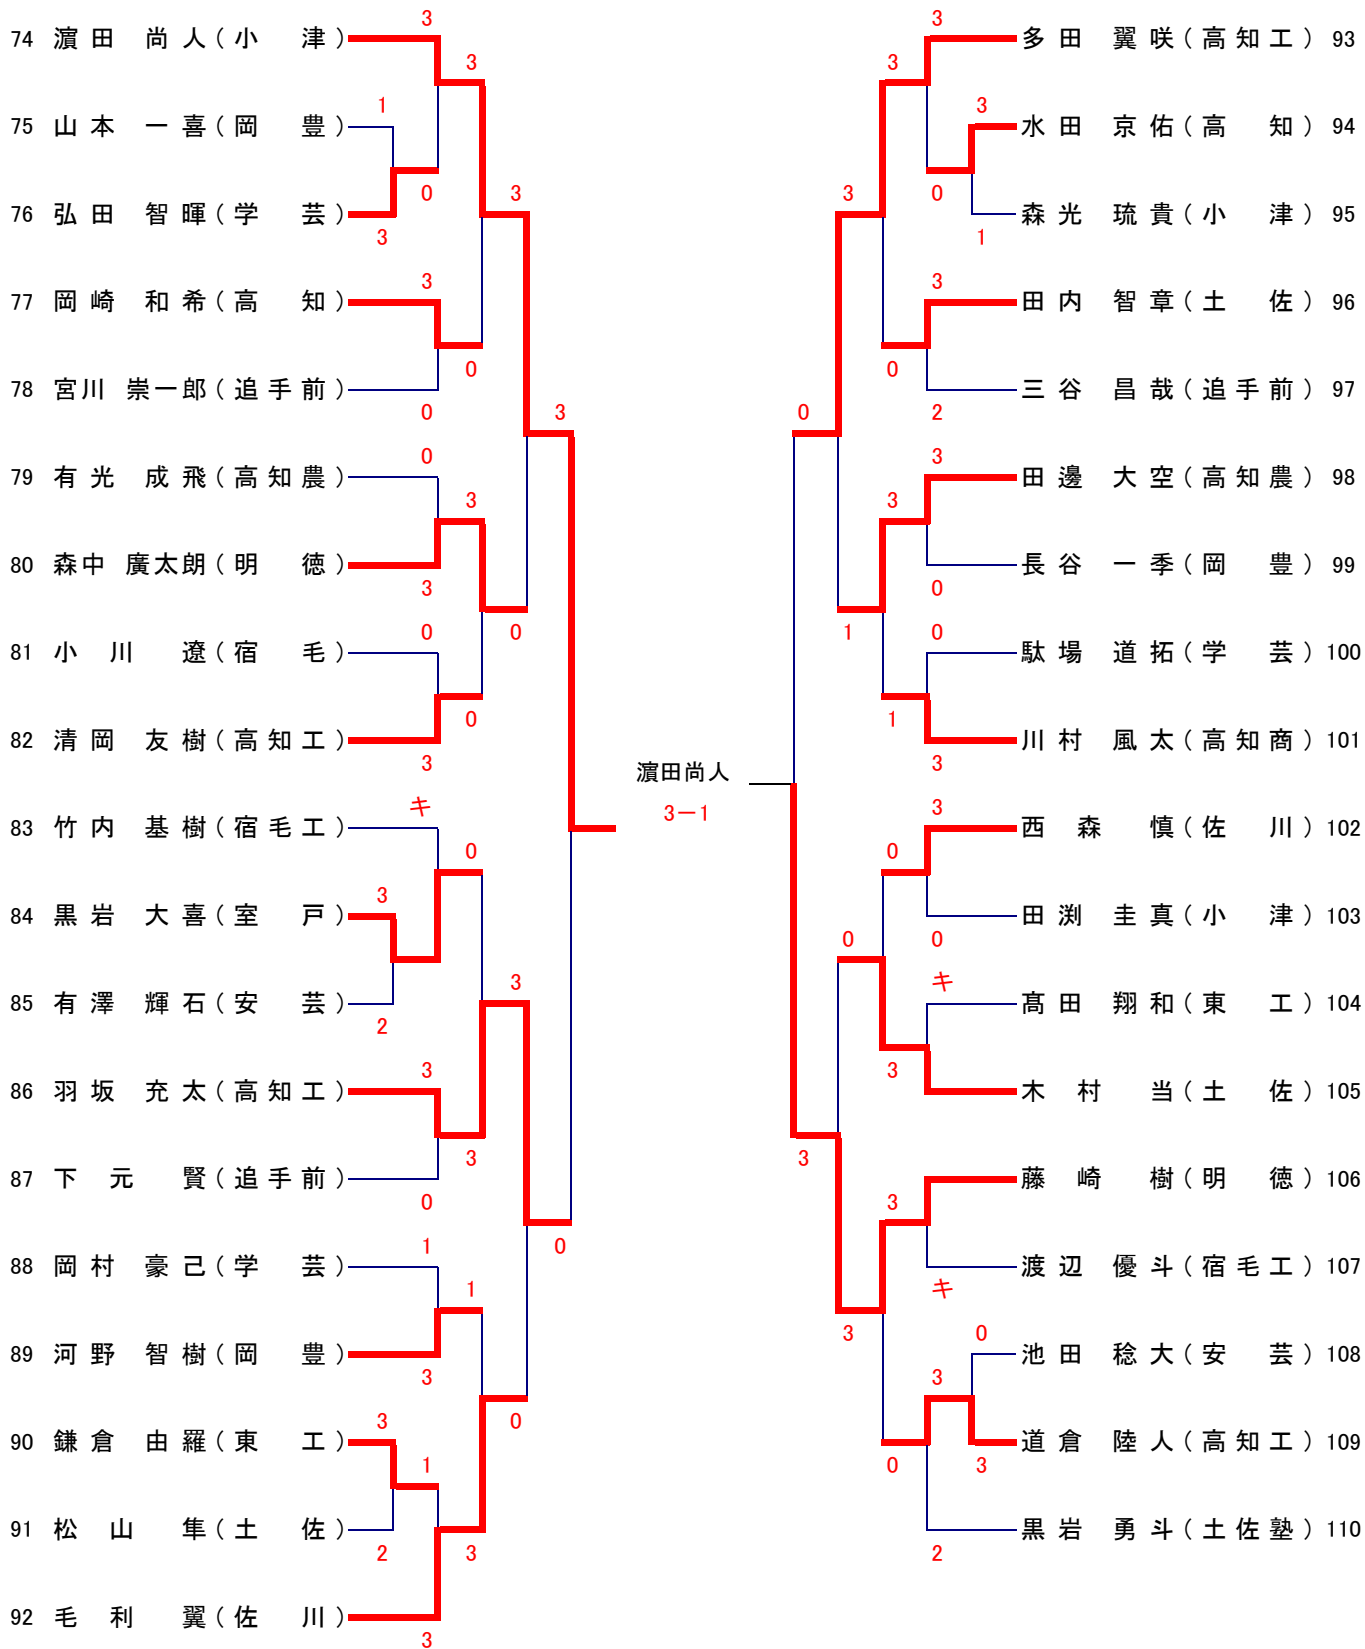 74 濵田 尚人(小 津)
75 山本 一喜(岡 豊)
76 弘田 智暉(学 芸)
77 岡崎 和希(高 知)
78 宮川 崇一郎(追手前)
79 有光 成飛(高知農)
80 森中 廣太朗(明 徳)
81 小川 遼(宿 毛)
82 清岡 友樹(高知工)
83 竹内 基樹(宿毛工)
84 黒岩 大喜(室 戸)
85 有澤 輝石(安 芸)
86 羽坂 充太(高知工)
87 下元 賢(追手前)
88 岡村 豪己(学 芸)
89 河野 智樹(岡 豊)
90 鎌倉 由羅(東 工)
91 松山 隼(土 佐)
92 毛利 翼(佐 川)
3
3
1
0
3
3
3
0
0
3
0
3
3
0
0
0
3
キ
0
3
3
2
3
3
0
0
1
1
3
0
3
1
2
3
3
濵田尚人
3−1
3
3
3
3
0
1
3
0
0
2
3
3
0
1
0
1
3
3
0
0
0
キ
3
3
3
キ
3
0
3
0
3
2
多田 翼咲(高知工) 93
水田 京佑(高 知) 94
森光 琉貴(小 津) 95
田内 智章(土 佐) 96
三谷 昌哉(追手前) 97
田邊 大空(高知農) 98
長谷 一季(岡 豊) 99
駄場 道拓(学 芸) 100
川村 風太(高知商) 101
西森 慎(佐 川) 102
田渕 圭真(小 津) 103
髙田 翔和(東 工) 104
木村 当(土 佐) 105
藤崎 樹(明 徳) 106
渡辺 優斗(宿毛工) 107
池田 稔大(安 芸) 108
道倉 陸人(高知工) 109
黒岩 勇斗(土佐塾) 110